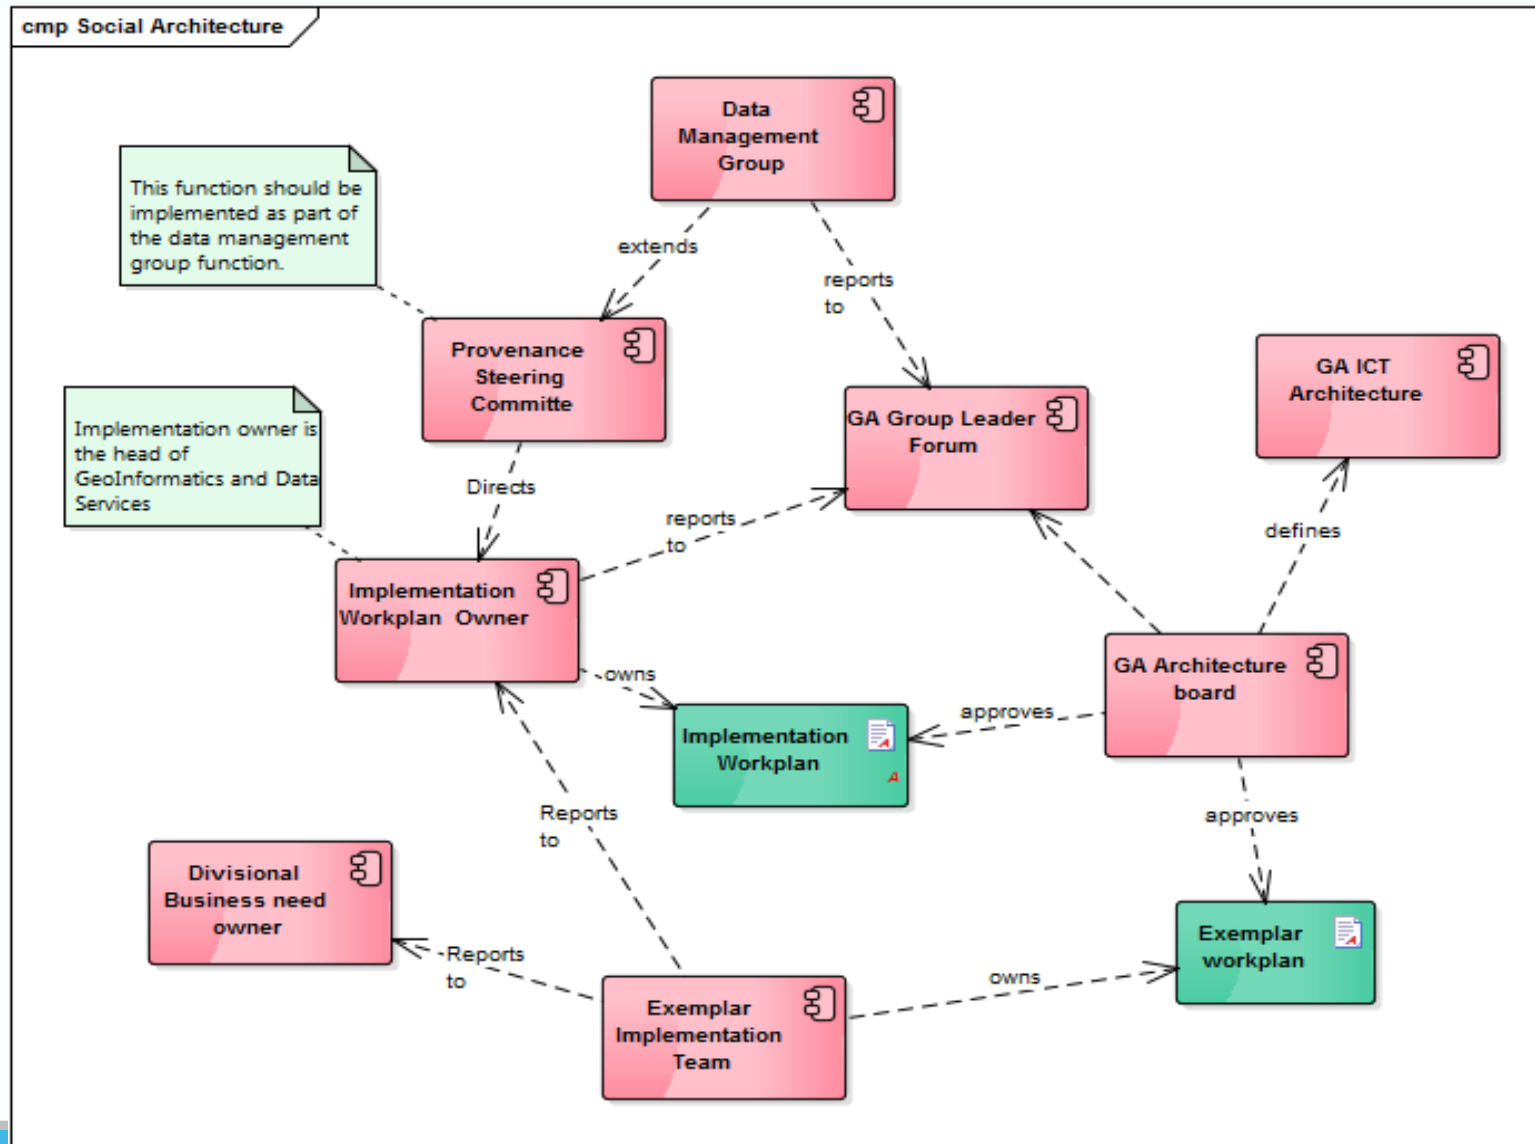 cmp Social Architecture
Data
Management
Group
This function should be
implemented as part of
the data management
group function.
extends
reports
to
Provenance
Steering
Committe
GA ICT
Architecture
GA Group Leader
Forum
Implementation owner is
the head of
GeoInformatics and Data
Services
Directs
reports
to
defines
Implementation
Workplan Owner
GA Architecture
board
owns
approves
Implementation
Workplan
A
Reports
to
approves
Divisional
Business need
owner
Exemplar
workplan
Reports
to
owns
Exemplar
Implementation
Team